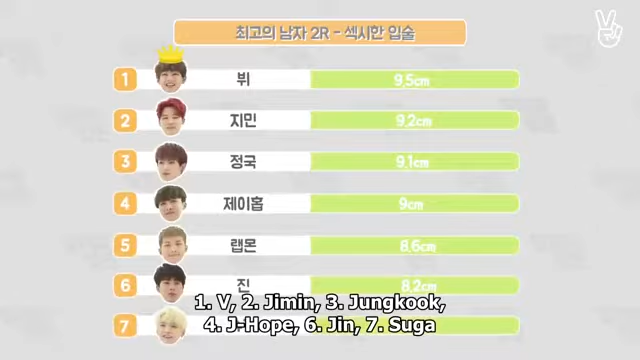 최고의 남자 2R - 섹시한 입술
V
1 뷔 9.5cm
2 지민 9.2cm
3 정국 9.1cm
4 제이홉 9cm
5 랩몬 8.6cm
6 진 8.2cm
1. V, 2. Jimin, 3. Jungkook,
4. J-Hope, 6. Jin, 7. Suga
7